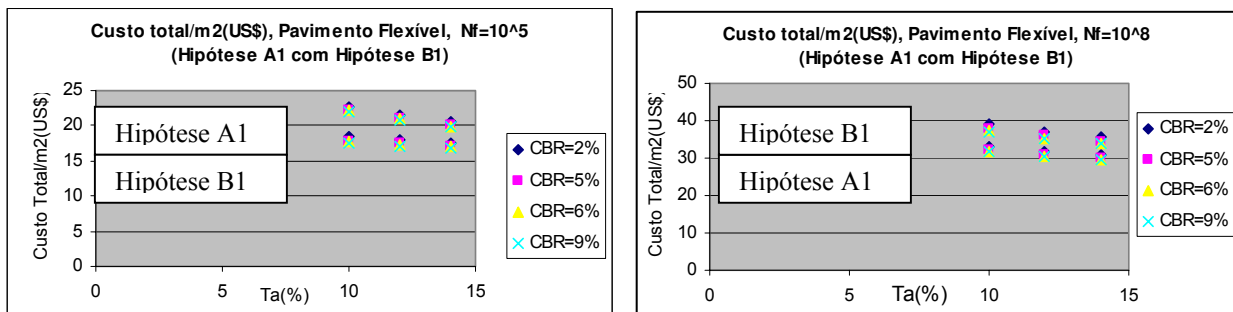 Custo total/m2(US$), Pavimento Flexível, Nf=10^5
(Hipótese A1 com Hipótese B1)
Custo Total/m2(US$)
25
20
15
10
5
0
Hipótese A1
Hipótese B1
0
5
10
15
Ta(%)
CBR=2%
CBR=5%
CBR=6%
CBR=9%
Custo total/m2(US$), Pavimento Flexível, Nf=10^8
(Hipótese A1 com Hipótese B1)
Custo Total/m2(US$)
50
40
30
20
10
0
Hipótese B1
Hipótese A1
0
5
10
15
Ta(%)
CBR=2%
CBR=5%
CBR=6%
CBR=9%